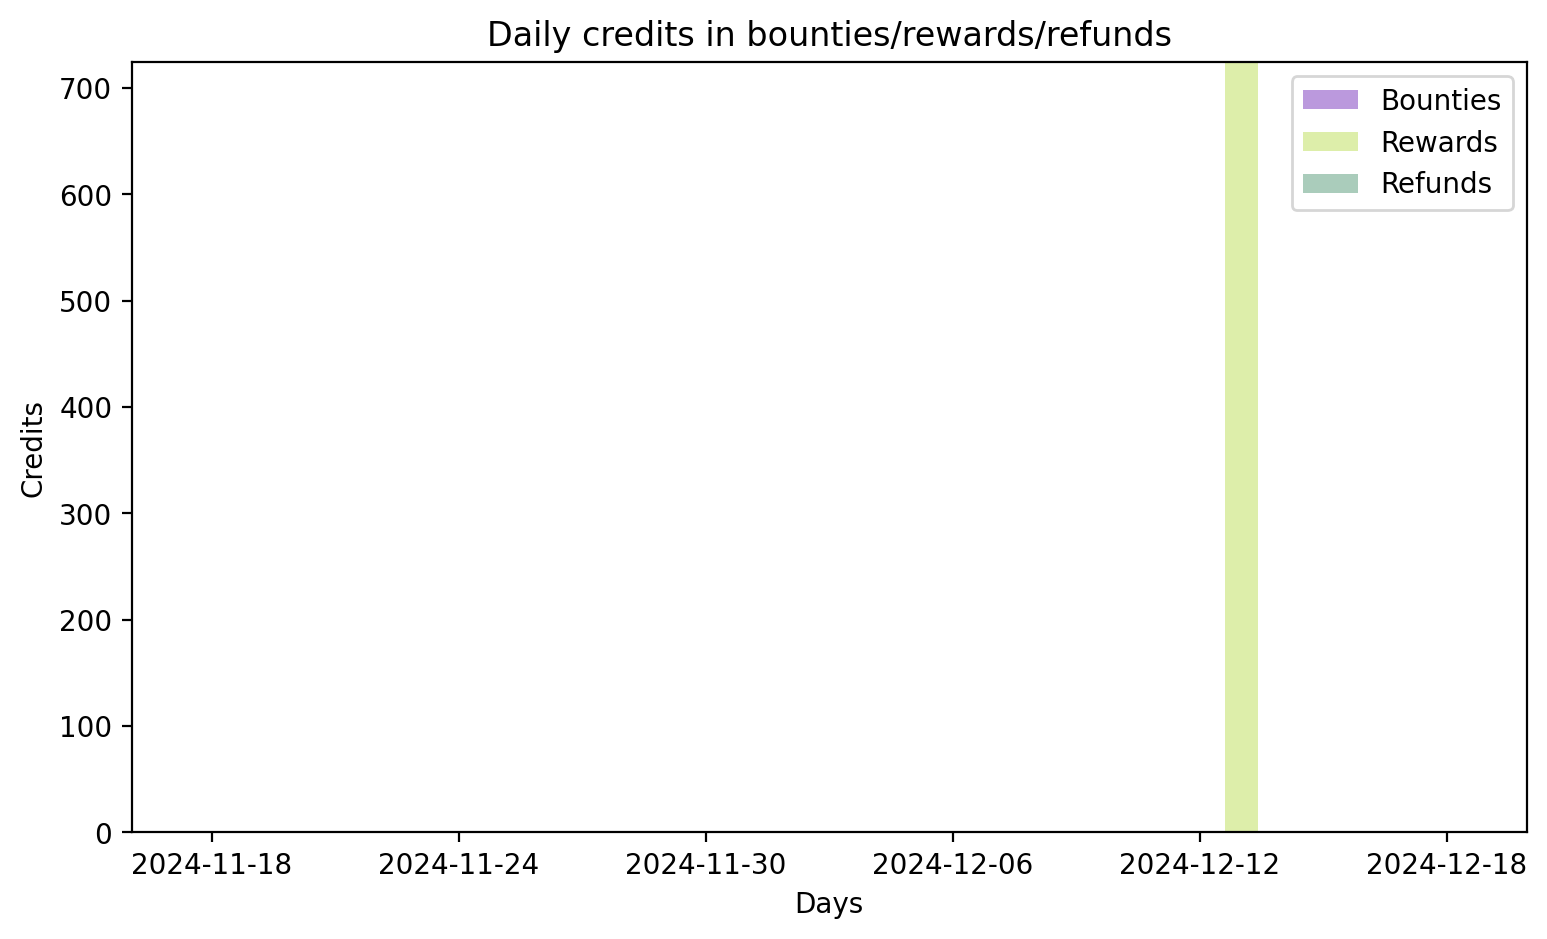 Daily credits in bounties/rewards/refunds
Bounties
Rewards
Refunds
Credits
700
600
500
400
300
200
100
0
2024-11-18 2024-11-24 2024-11-30 2024-12-06 2024-12-12 2024-12-18
Days